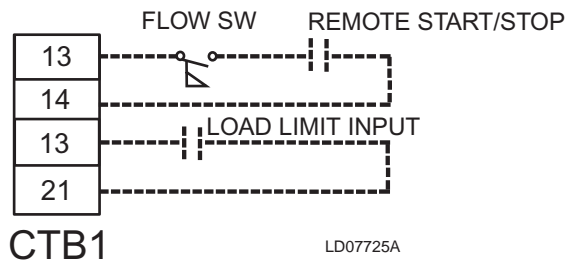 FLOW SW REMOTE START/STOP
13
14
13 LOAD LIMIT INPUT
21
CTB1 LD07725A